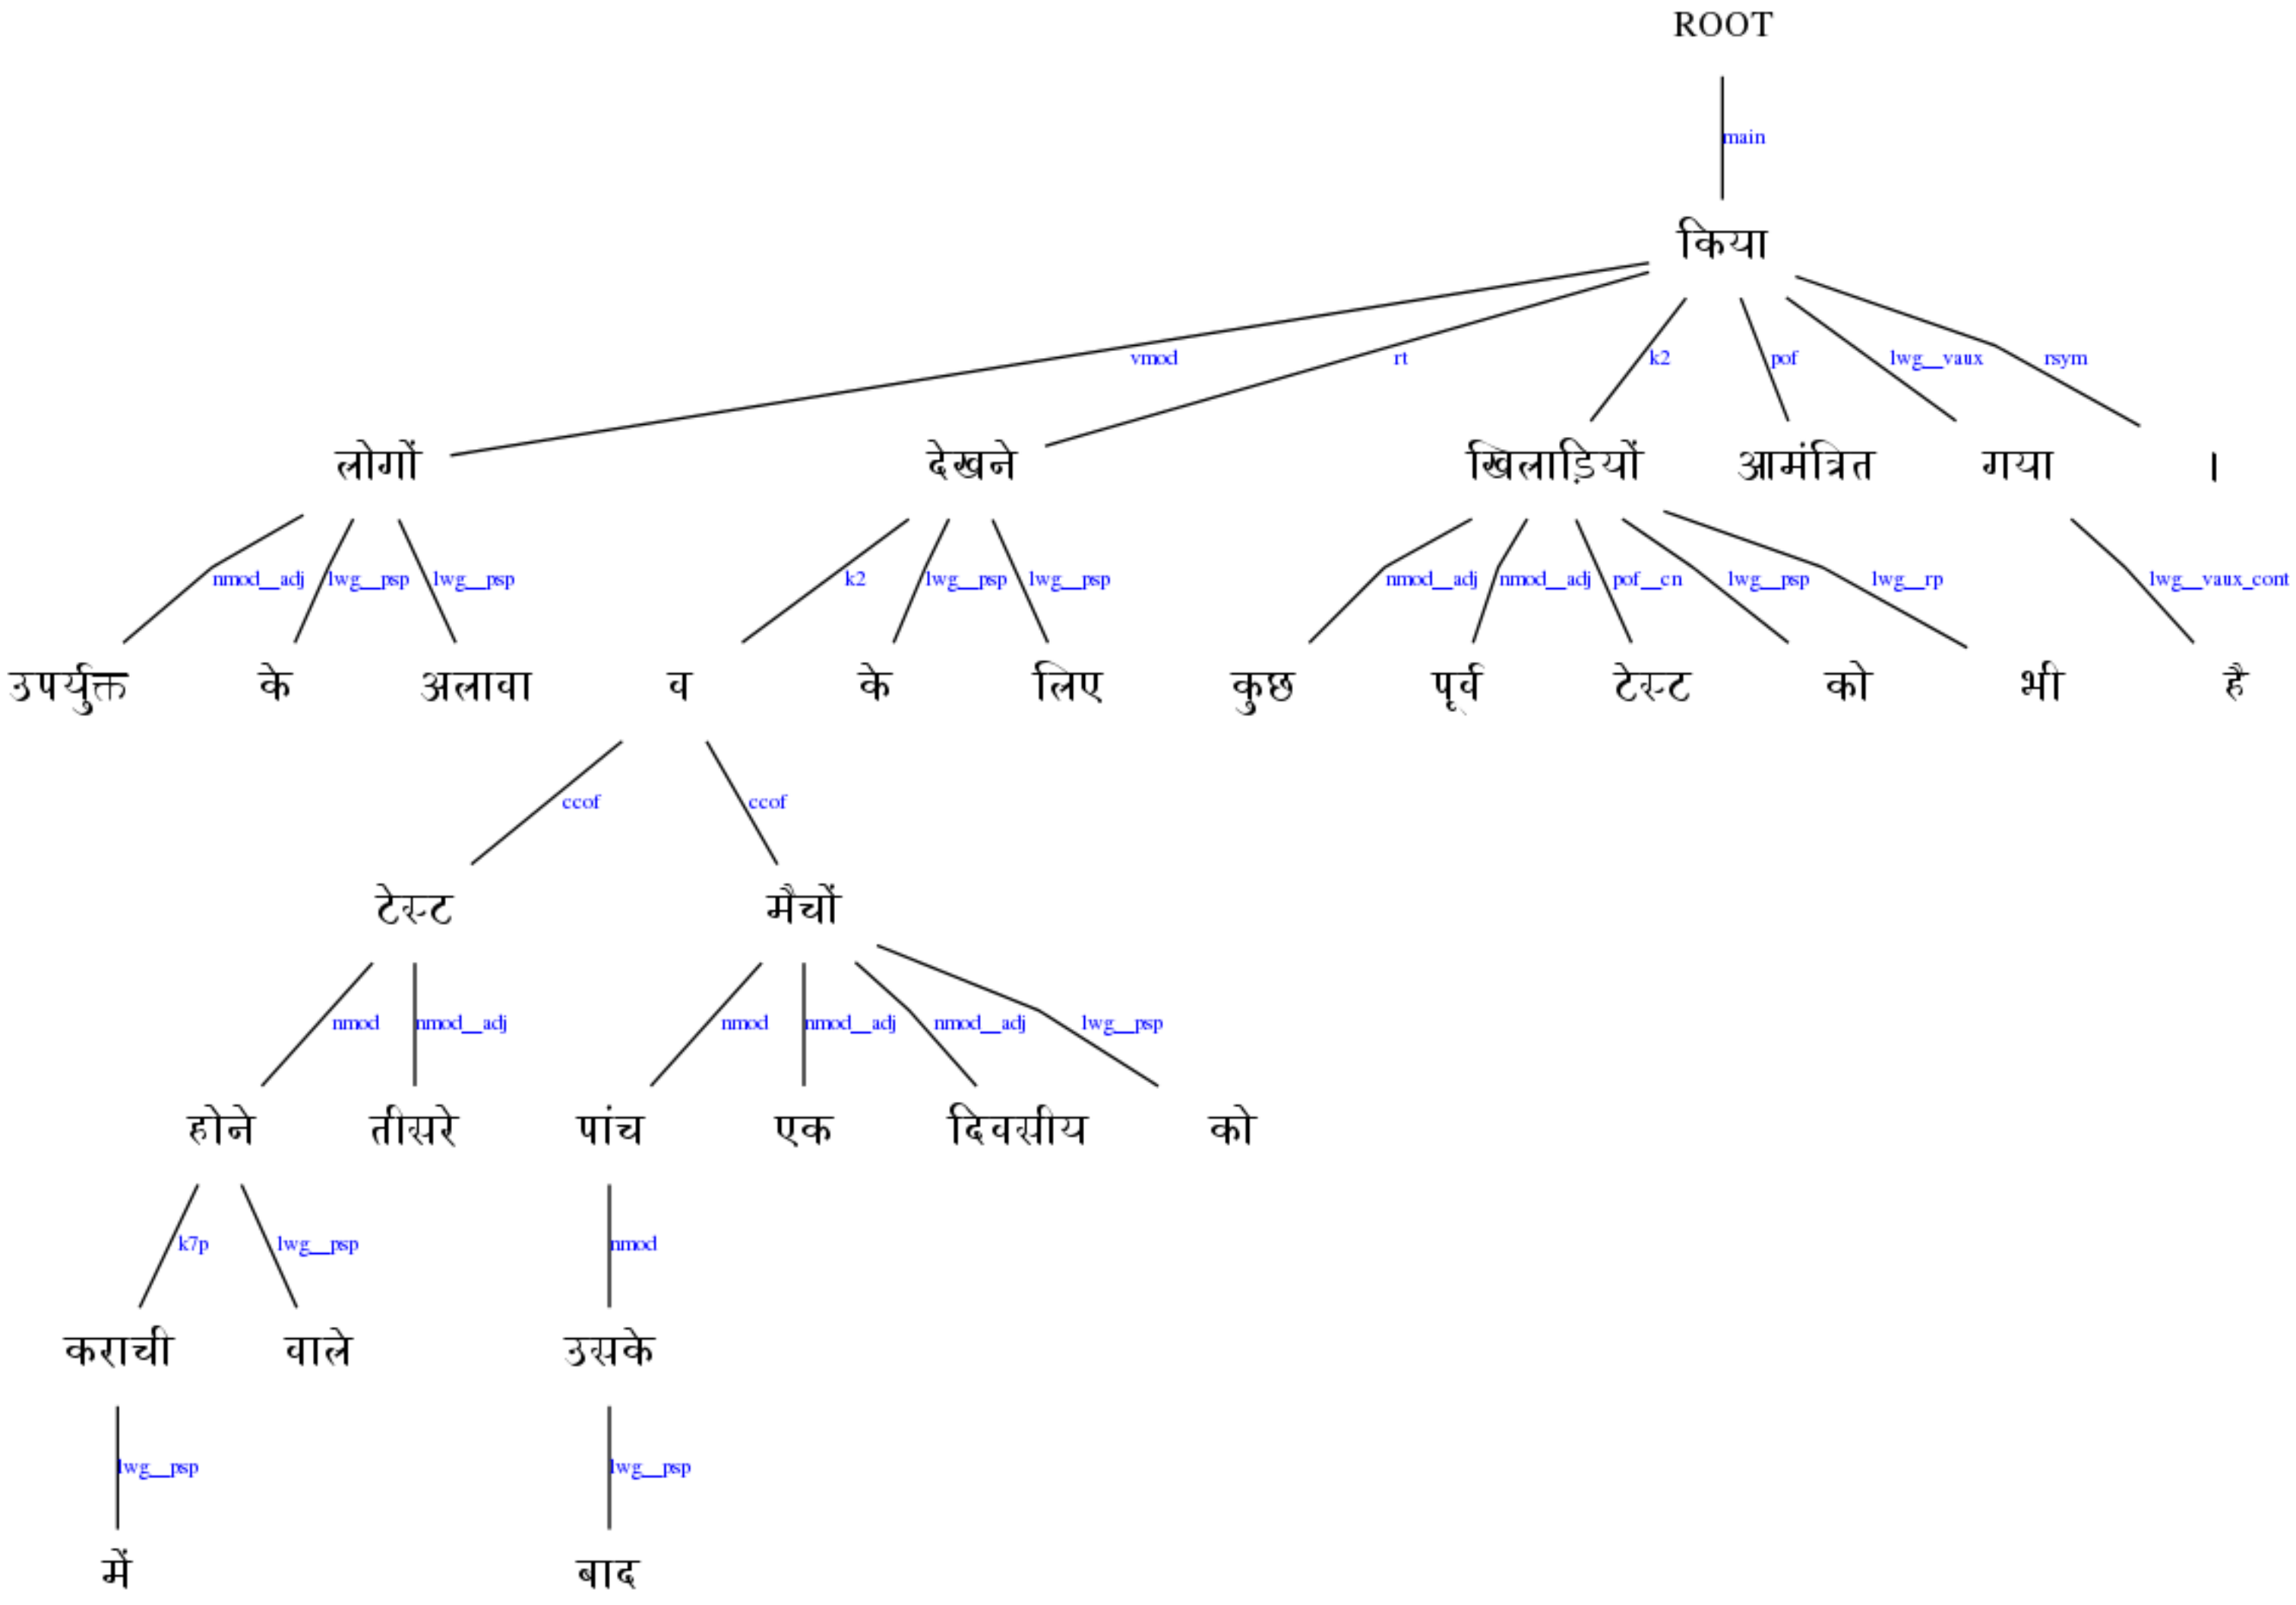 ROOT
main
किया
vmod rt k2 pof lwg__vaux rsym
लोगों देखने खिलाड़ियों आमंत्रित गया ।
nmod__adj lwg__psp lwg__psp k2 lwg__psp lwg__psp nmod__adj nmod__adj pof__cn lwg__psp lwg__rp lwg__vaux_cont
उपर्युक्त के अलावा व के लिए कुछ पूर्व टेस्ट को भी है
ccof ccof
टेस्ट मैचों
nmod nmod__adj nmod nmod__adj nmod__adj lwg__psp
होने तीसरे पांच एक दिवसीय को
k7p lwg__psp nmod
कराची वाले उसके
lwg__psp lwg__psp
में बाद